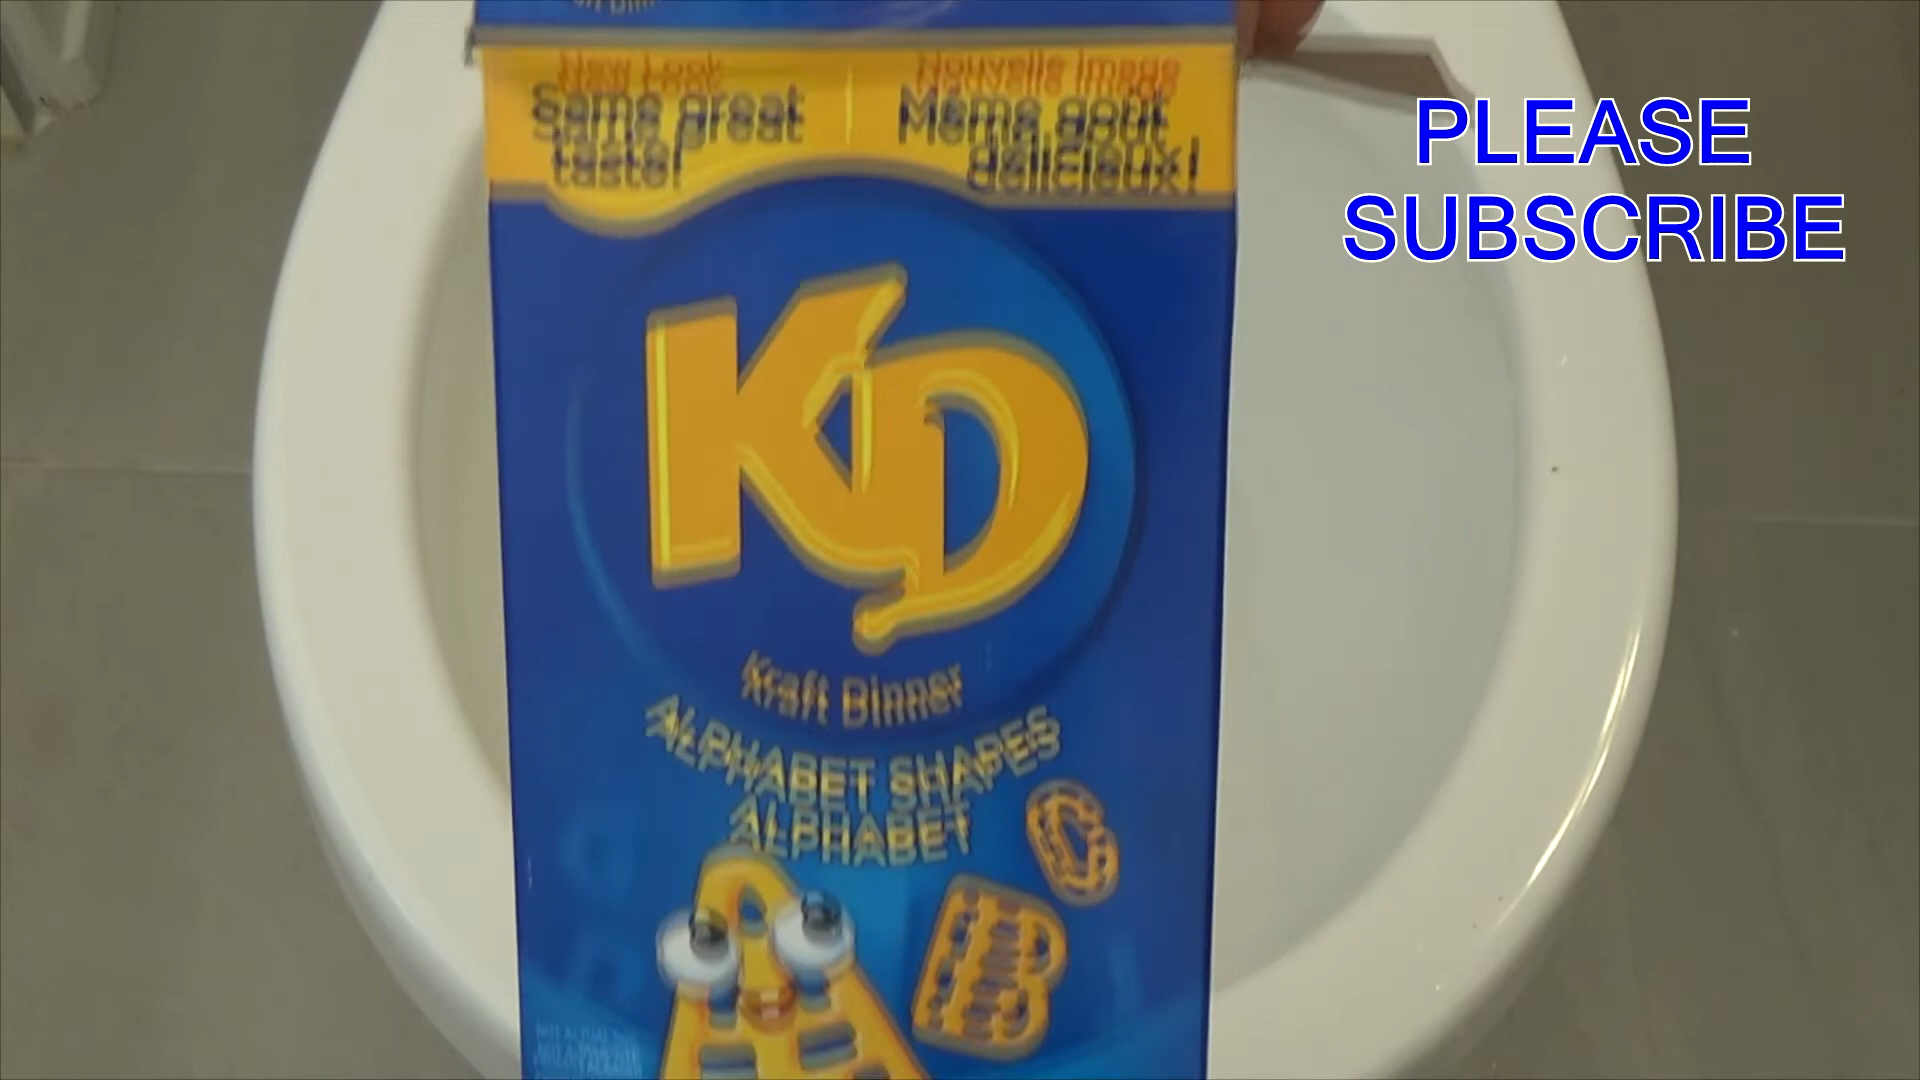 New Look
Same great
taste!
Nouvelle image
Même goût
délicieux!
PLEASE
SUBSCRIBE
KD
Kraft Dinner
ALPHABET SHAPES
ALPHABET